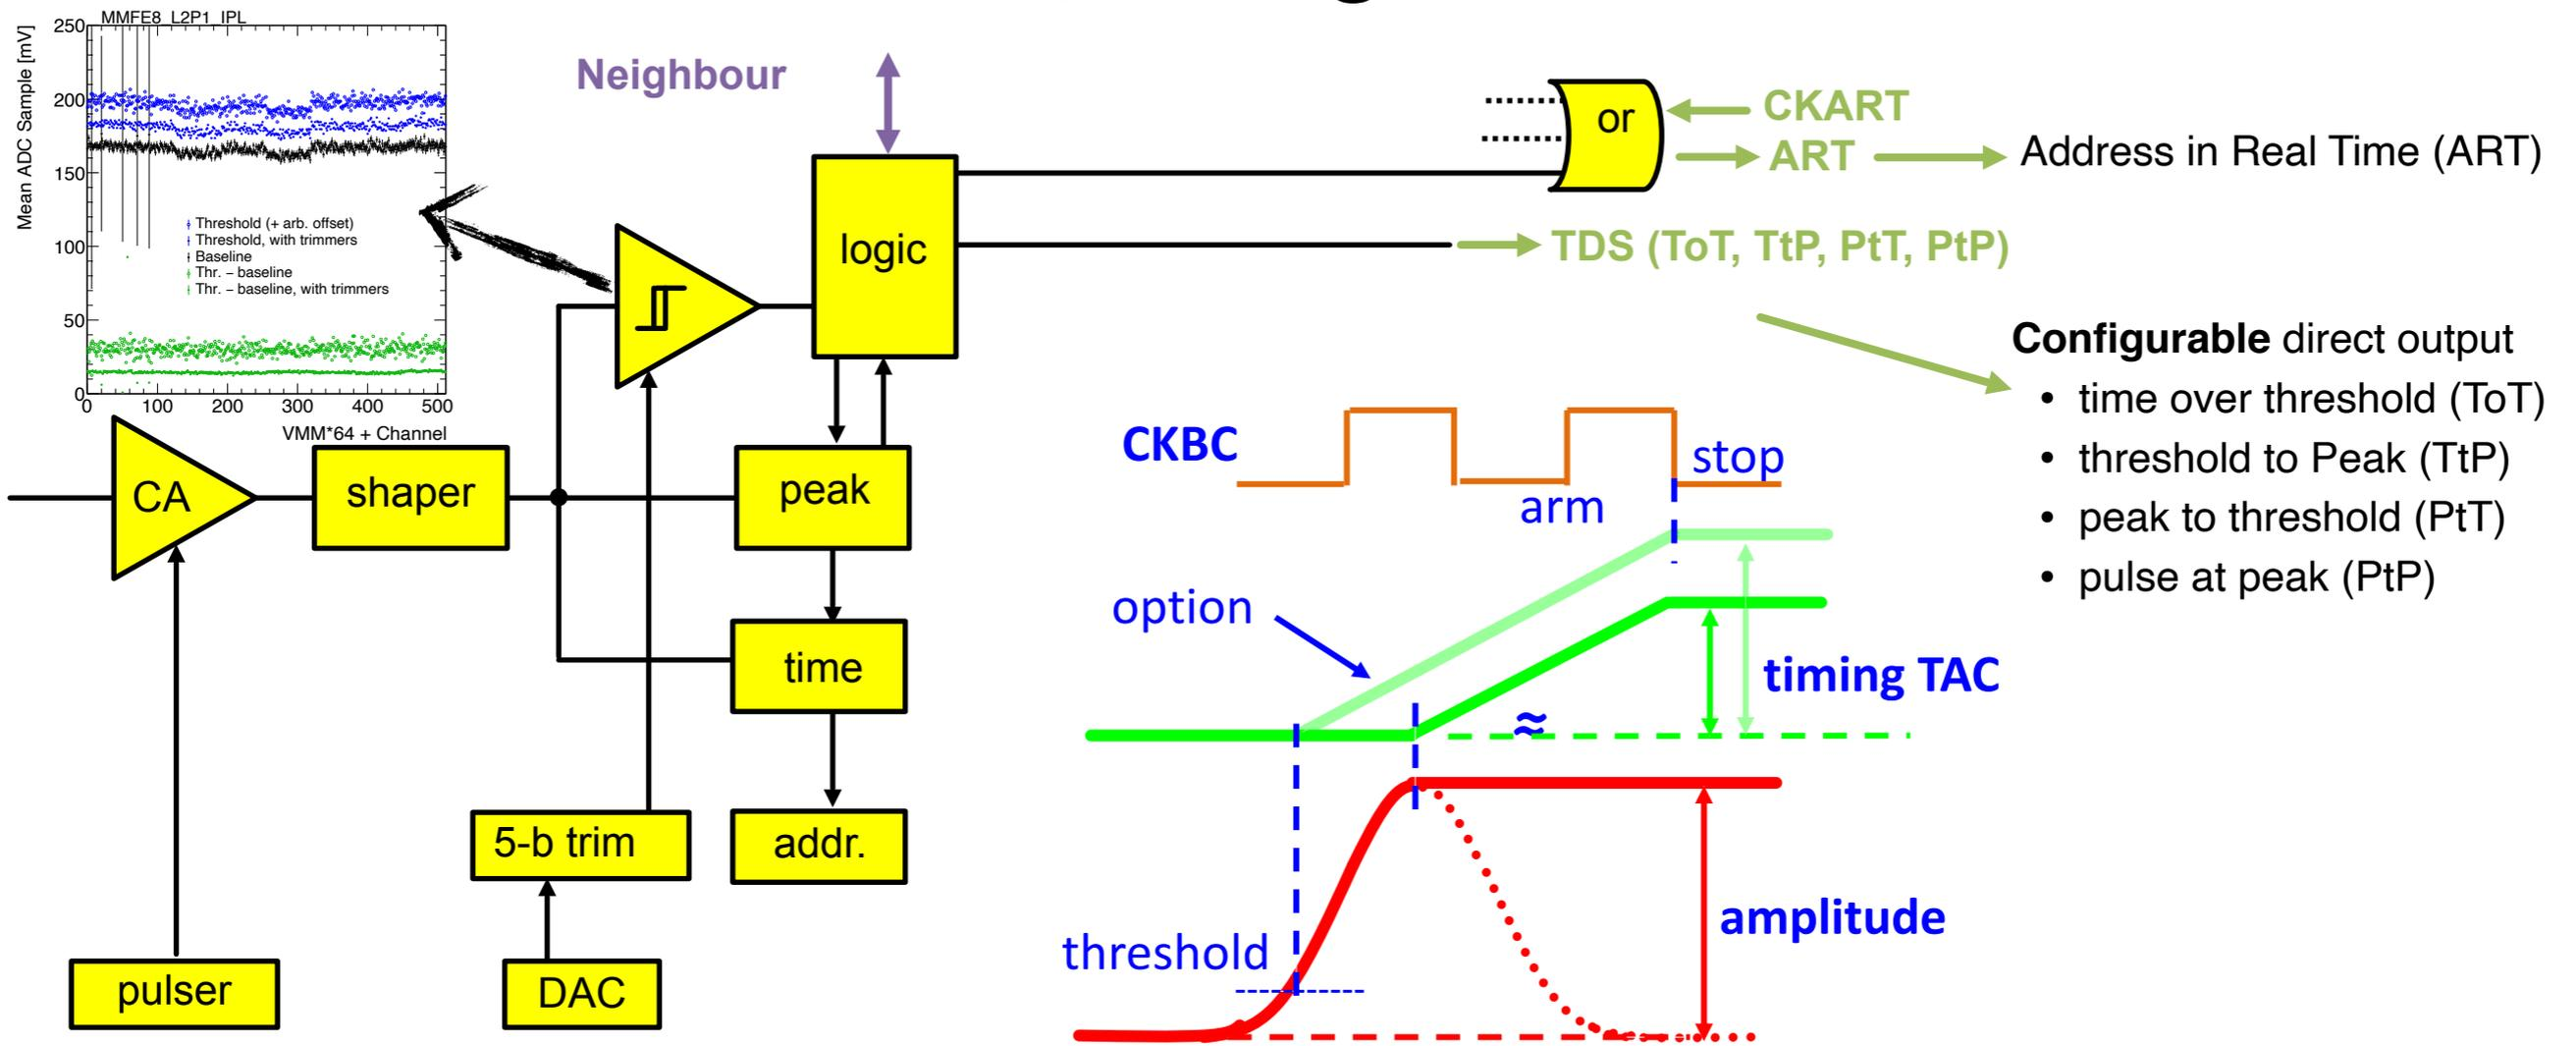 MMFE8_L2P1_IPL
Mean ADC Sample [mV]
250
200
150
100
50
0
0 100 200 300 400 500
VMM*64 + Channel
Threshold (+ arb. offset)
Threshold, with trimmers
Baseline
Thr. − baseline
Thr. − baseline, with trimmers
Neighbour
or
CKART
ART
Address in Real Time (ART)
logic
TDS (ToT, TtP, PtT, PtP)
Configurable direct output
• time over threshold (ToT)
• threshold to Peak (TtP)
• peak to threshold (PtT)
• pulse at peak (PtP)
CA
shaper
peak
time
5-b trim
addr.
pulser
DAC
CKBC
stop
arm
option
timing TAC
≈
threshold
amplitude